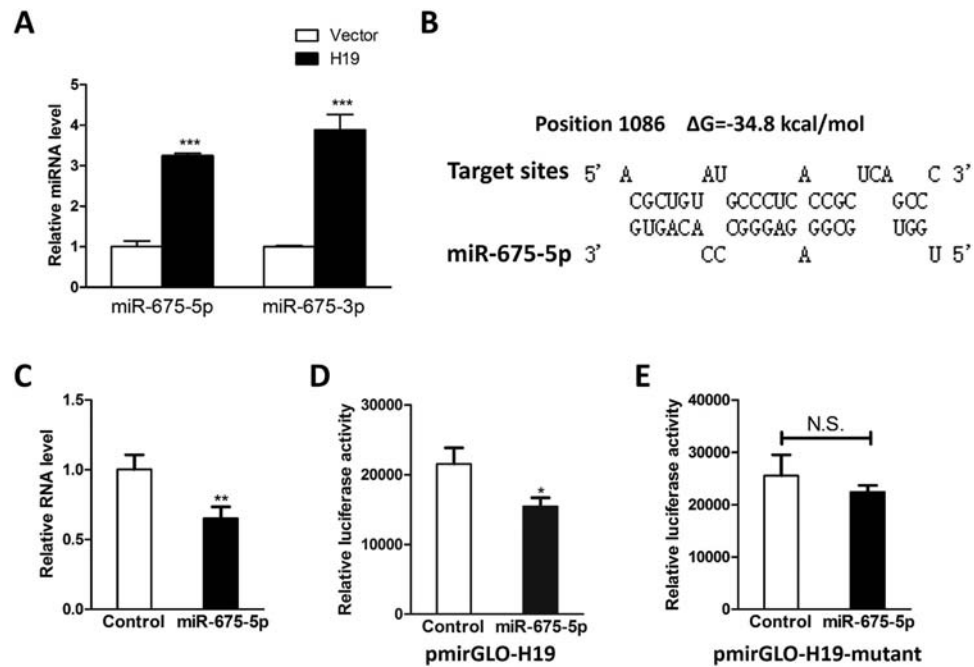 A
Vector
H19
Relative miRNA level
5
4
3
2
1
0
***
***
miR-675-5p
miR-675-3p
B
Position 1086 ΔG=-34.8 kcal/mol
Target sites 5' A AU A UCA C 3'
CGCUGU GCCCUC CCGC GCC
GUGACA CGGGAG GGCG UGG
miR-675-5p 3' CC A U 5'
C
Relative RNA level
1.5
1.0
0.5
0.0
**
Control miR-675-5p
D
Relative luciferase activity
30000
20000
10000
0
*
Control miR-675-5p
pmirGLO-H19
E
Relative luciferase activity
40000
30000
20000
10000
0
N.S.
Control miR-675-5p
pmirGLO-H19-mutant